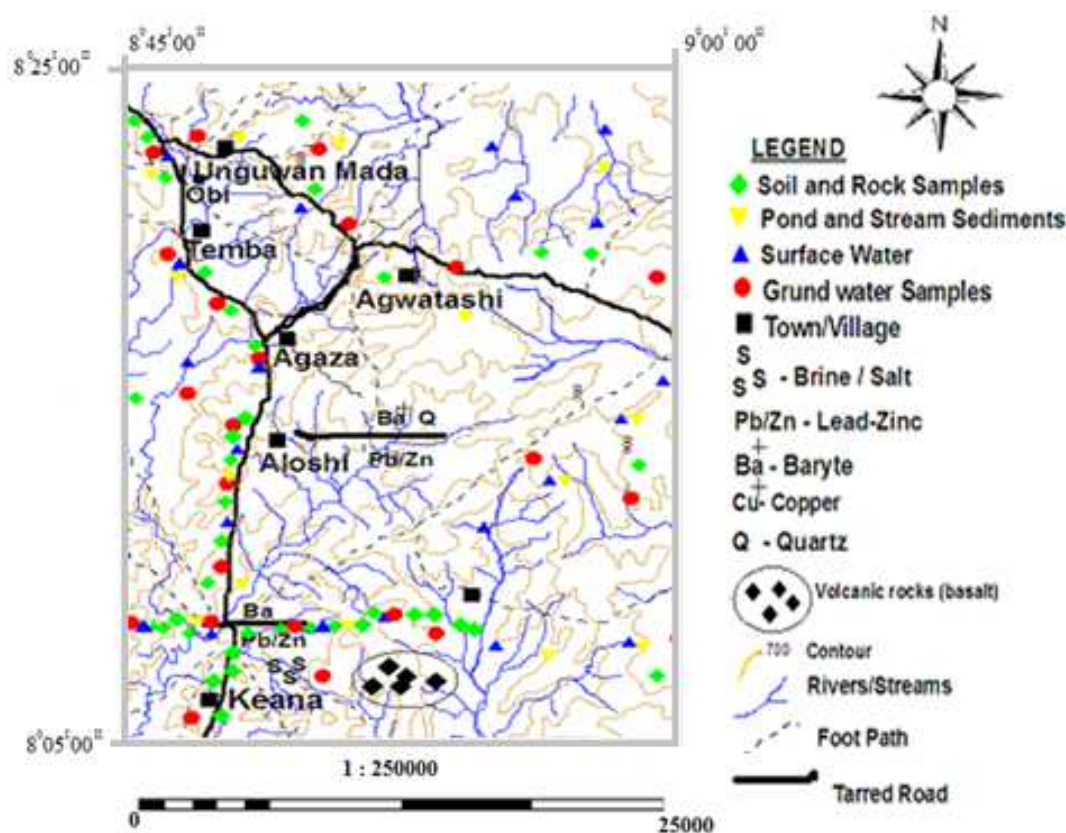 8°45'00"
9°00'00"
8°25'00"
N
Unguwan Mada
Obi
Temba
Agwatashi
Agaza
Ba Q
Aloshi
Pb/Zn
700
900
Ba
Pb/Zn
S S
S
Keana
8°05'00"
1 : 250000
0
25000
LEGEND
Soil and Rock Samples
Pond and Stream Sediments
Surface Water
Grund water Samples
Town/Village
S
S S - Brine / Salt
Pb/Zn - Lead-Zinc
Ba - Baryte
Cu- Copper
Q - Quartz
Volcanic rocks (basalt)
700 Contour
Rivers/Streams
Foot Path
Tarred Road